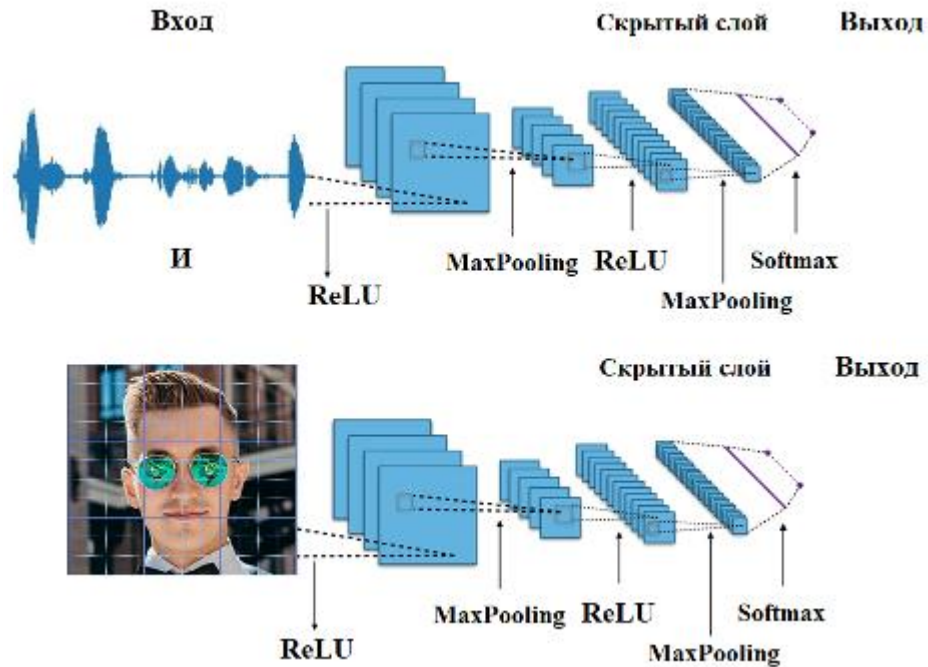 Вход
Скрытый слой
Выход
И
ReLU
MaxPooling
ReLU
MaxPooling
Softmax
Скрытый слой
Выход
ReLU
MaxPooling
ReLU
MaxPooling
Softmax